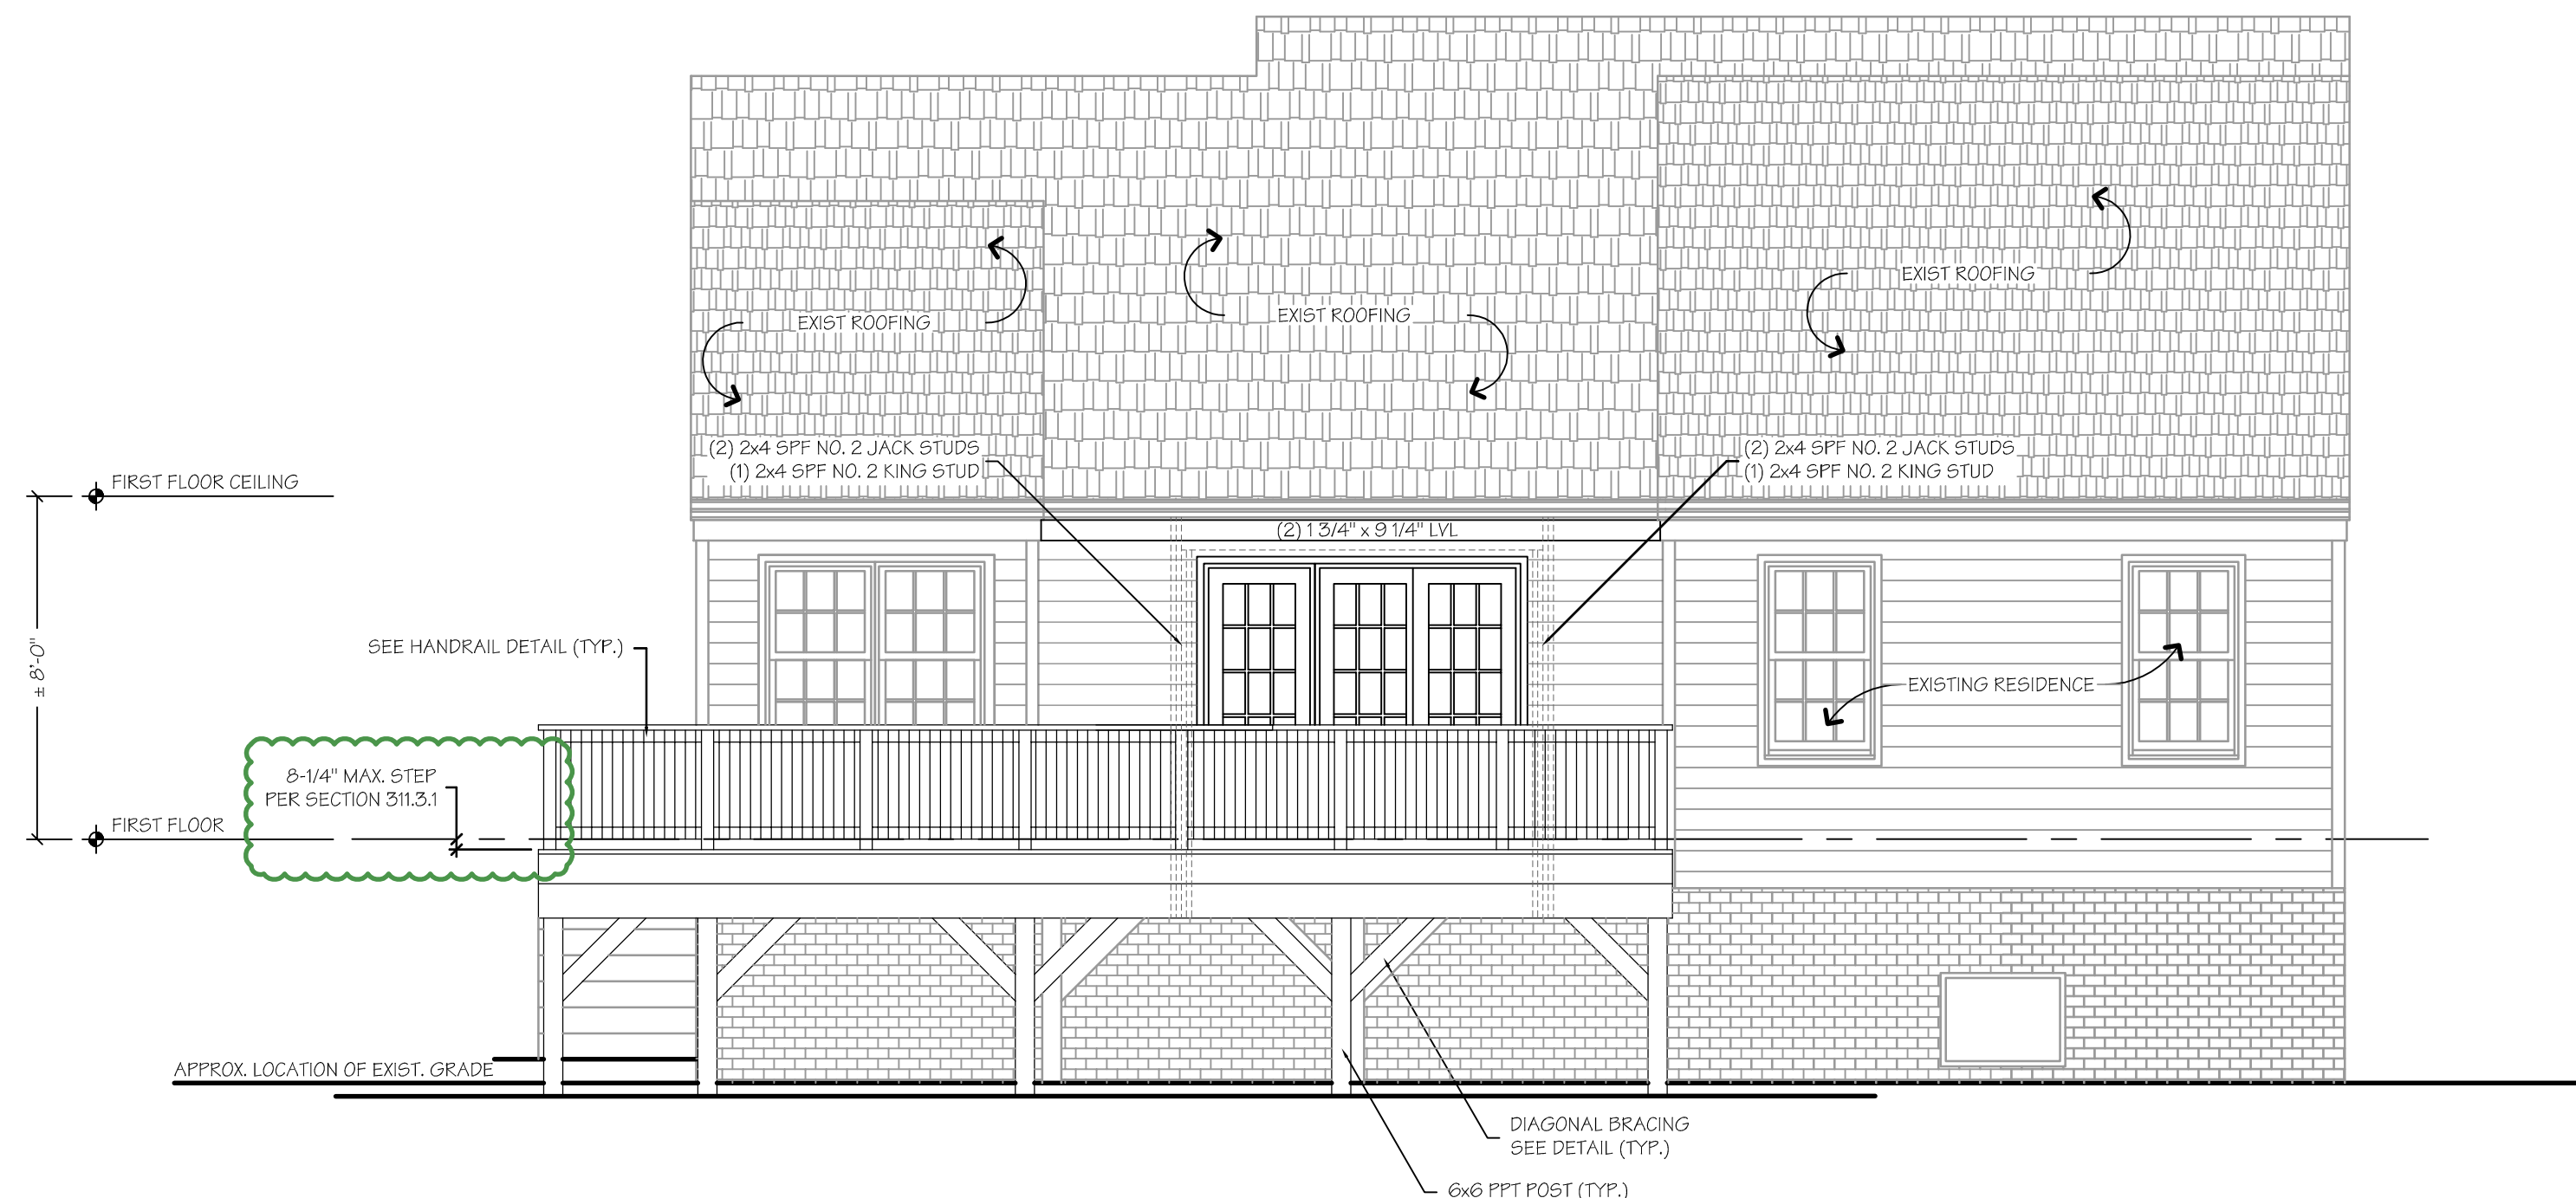 EXIST ROOFING
EXIST ROOFING
EXIST ROOFING
(2) 2x4 SPF NO. 2 JACK STUDS
(1) 2x4 SPF NO. 2 KING STUD
(2) 2x4 SPF NO. 2 JACK STUDS
(1) 2x4 SPF NO. 2 KING STUD
FIRST FLOOR CEILING
(2) 1 3/4" x 9 1/4" LVL
± 8'-0"
SEE HANDRAIL DETAIL (TYP.)
EXISTING RESIDENCE
8-1/4" MAX. STEP
PER SECTION 311.3.1
FIRST FLOOR
APPROX. LOCATION OF EXIST. GRADE
DIAGONAL BRACING
SEE DETAIL (TYP.)
6x6 PPT POST (TYP.)